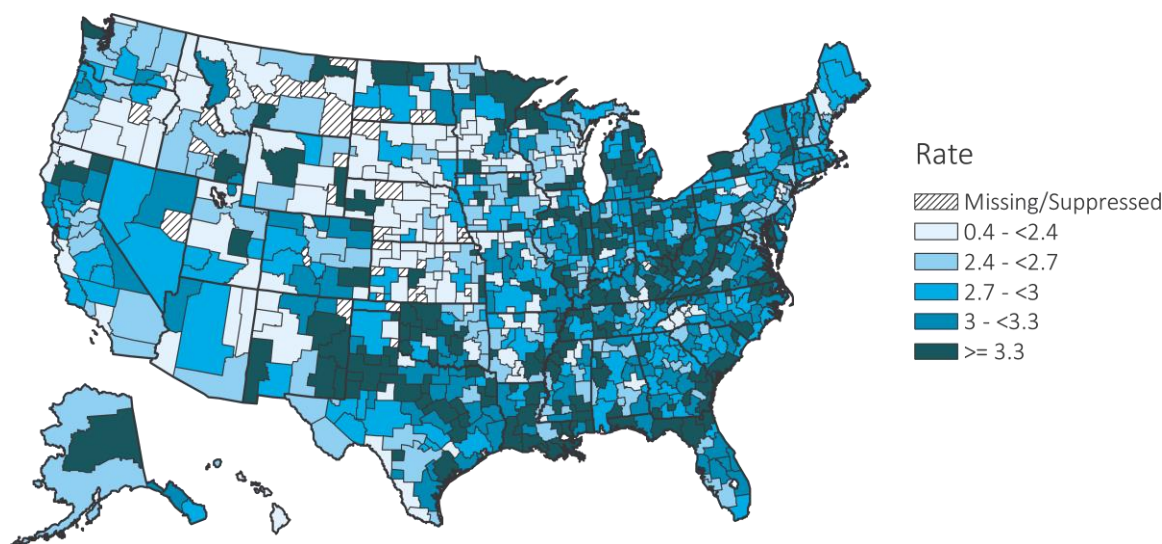 Rate
Missing/Suppressed
0.4 - <2.4
2.4 - <2.7
2.7 - <3
3 - <3.3
>= 3.3